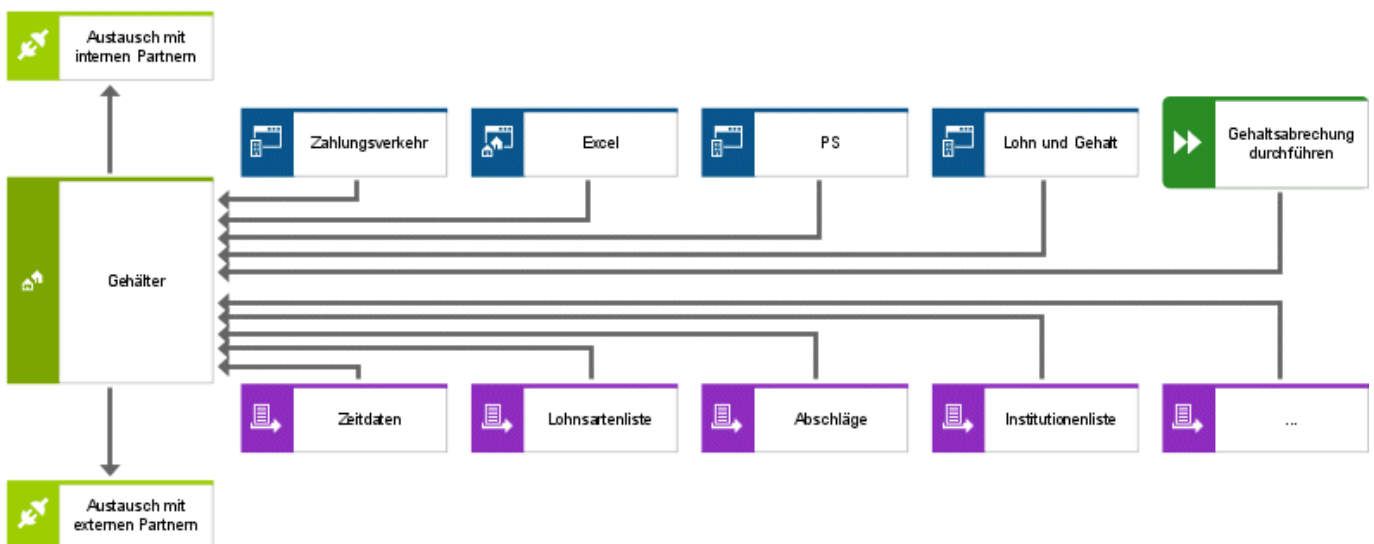 Austausch mit
internen Partnern
Zahlungsverkehr
Excel
PS
Lohn und Gehalt
Gehaltsabrechung
durchführen
Gehälter
Zeitdaten
Lohnsartenliste
Abschläge
Institutionenliste
...
Austausch mit
externen Partnern